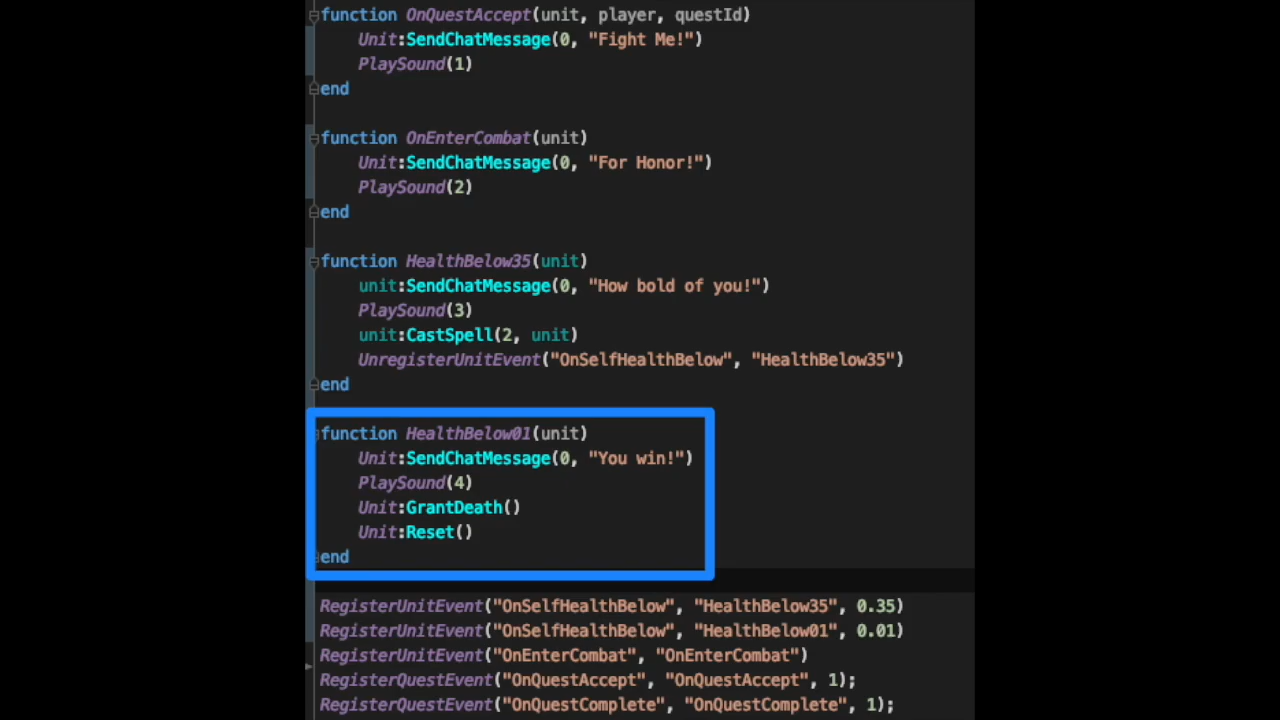 function OnQuestAccept(unit, player, questId)
    Unit:SendChatMessage(0, "Fight Me!")
    PlaySound(1)
end
function OnEnterCombat(unit)
    Unit:SendChatMessage(0, "For Honor!")
    PlaySound(2)
end
function HealthBelow35(unit)
    unit:SendChatMessage(0, "How bold of you!")
    PlaySound(3)
    unit:CastSpell(2, unit)
    UnregisterUnitEvent("OnSelfHealthBelow", "HealthBelow35")
end
function HealthBelow01(unit)
    Unit:SendChatMessage(0, "You win!")
    PlaySound(4)
    Unit:GrantDeath()
    Unit:Reset()
end
RegisterUnitEvent("OnSelfHealthBelow", "HealthBelow35", 0.35)
RegisterUnitEvent("OnSelfHealthBelow", "HealthBelow01", 0.01)
RegisterUnitEvent("OnEnterCombat", "OnEnterCombat")
RegisterQuestEvent("OnQuestAccept", "OnQuestAccept", 1);
RegisterQuestEvent("OnQuestComplete", "OnQuestComplete", 1);